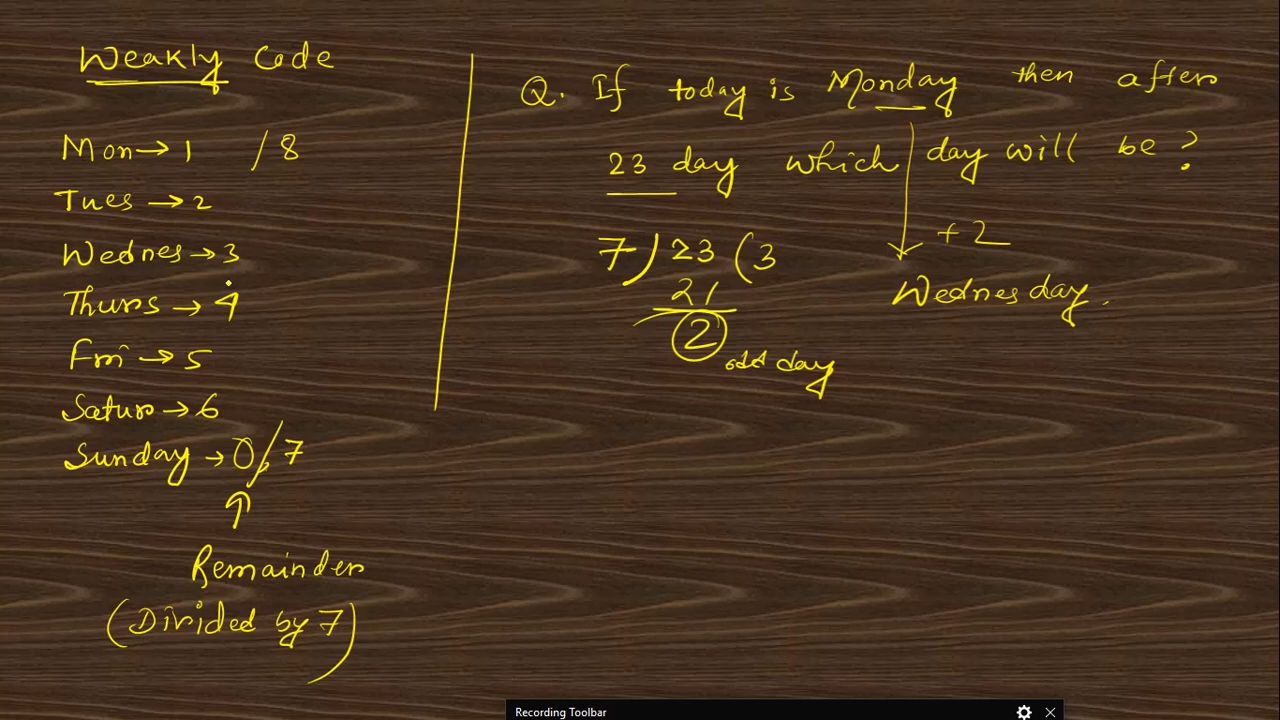 Weakly Code
Mon → 1 / 8
Tues → 2
Wednes → 3
Thurs → 4
Fri → 5
Satur → 6
Sunday → 0/7
↑
Remainder
(Divided by 7)
Q. If today is Monday then after
23 day which day will be ?
7 ) 23 ( 3
21
2 odd day
+ 2
Wednesday.
Recording Toolbar